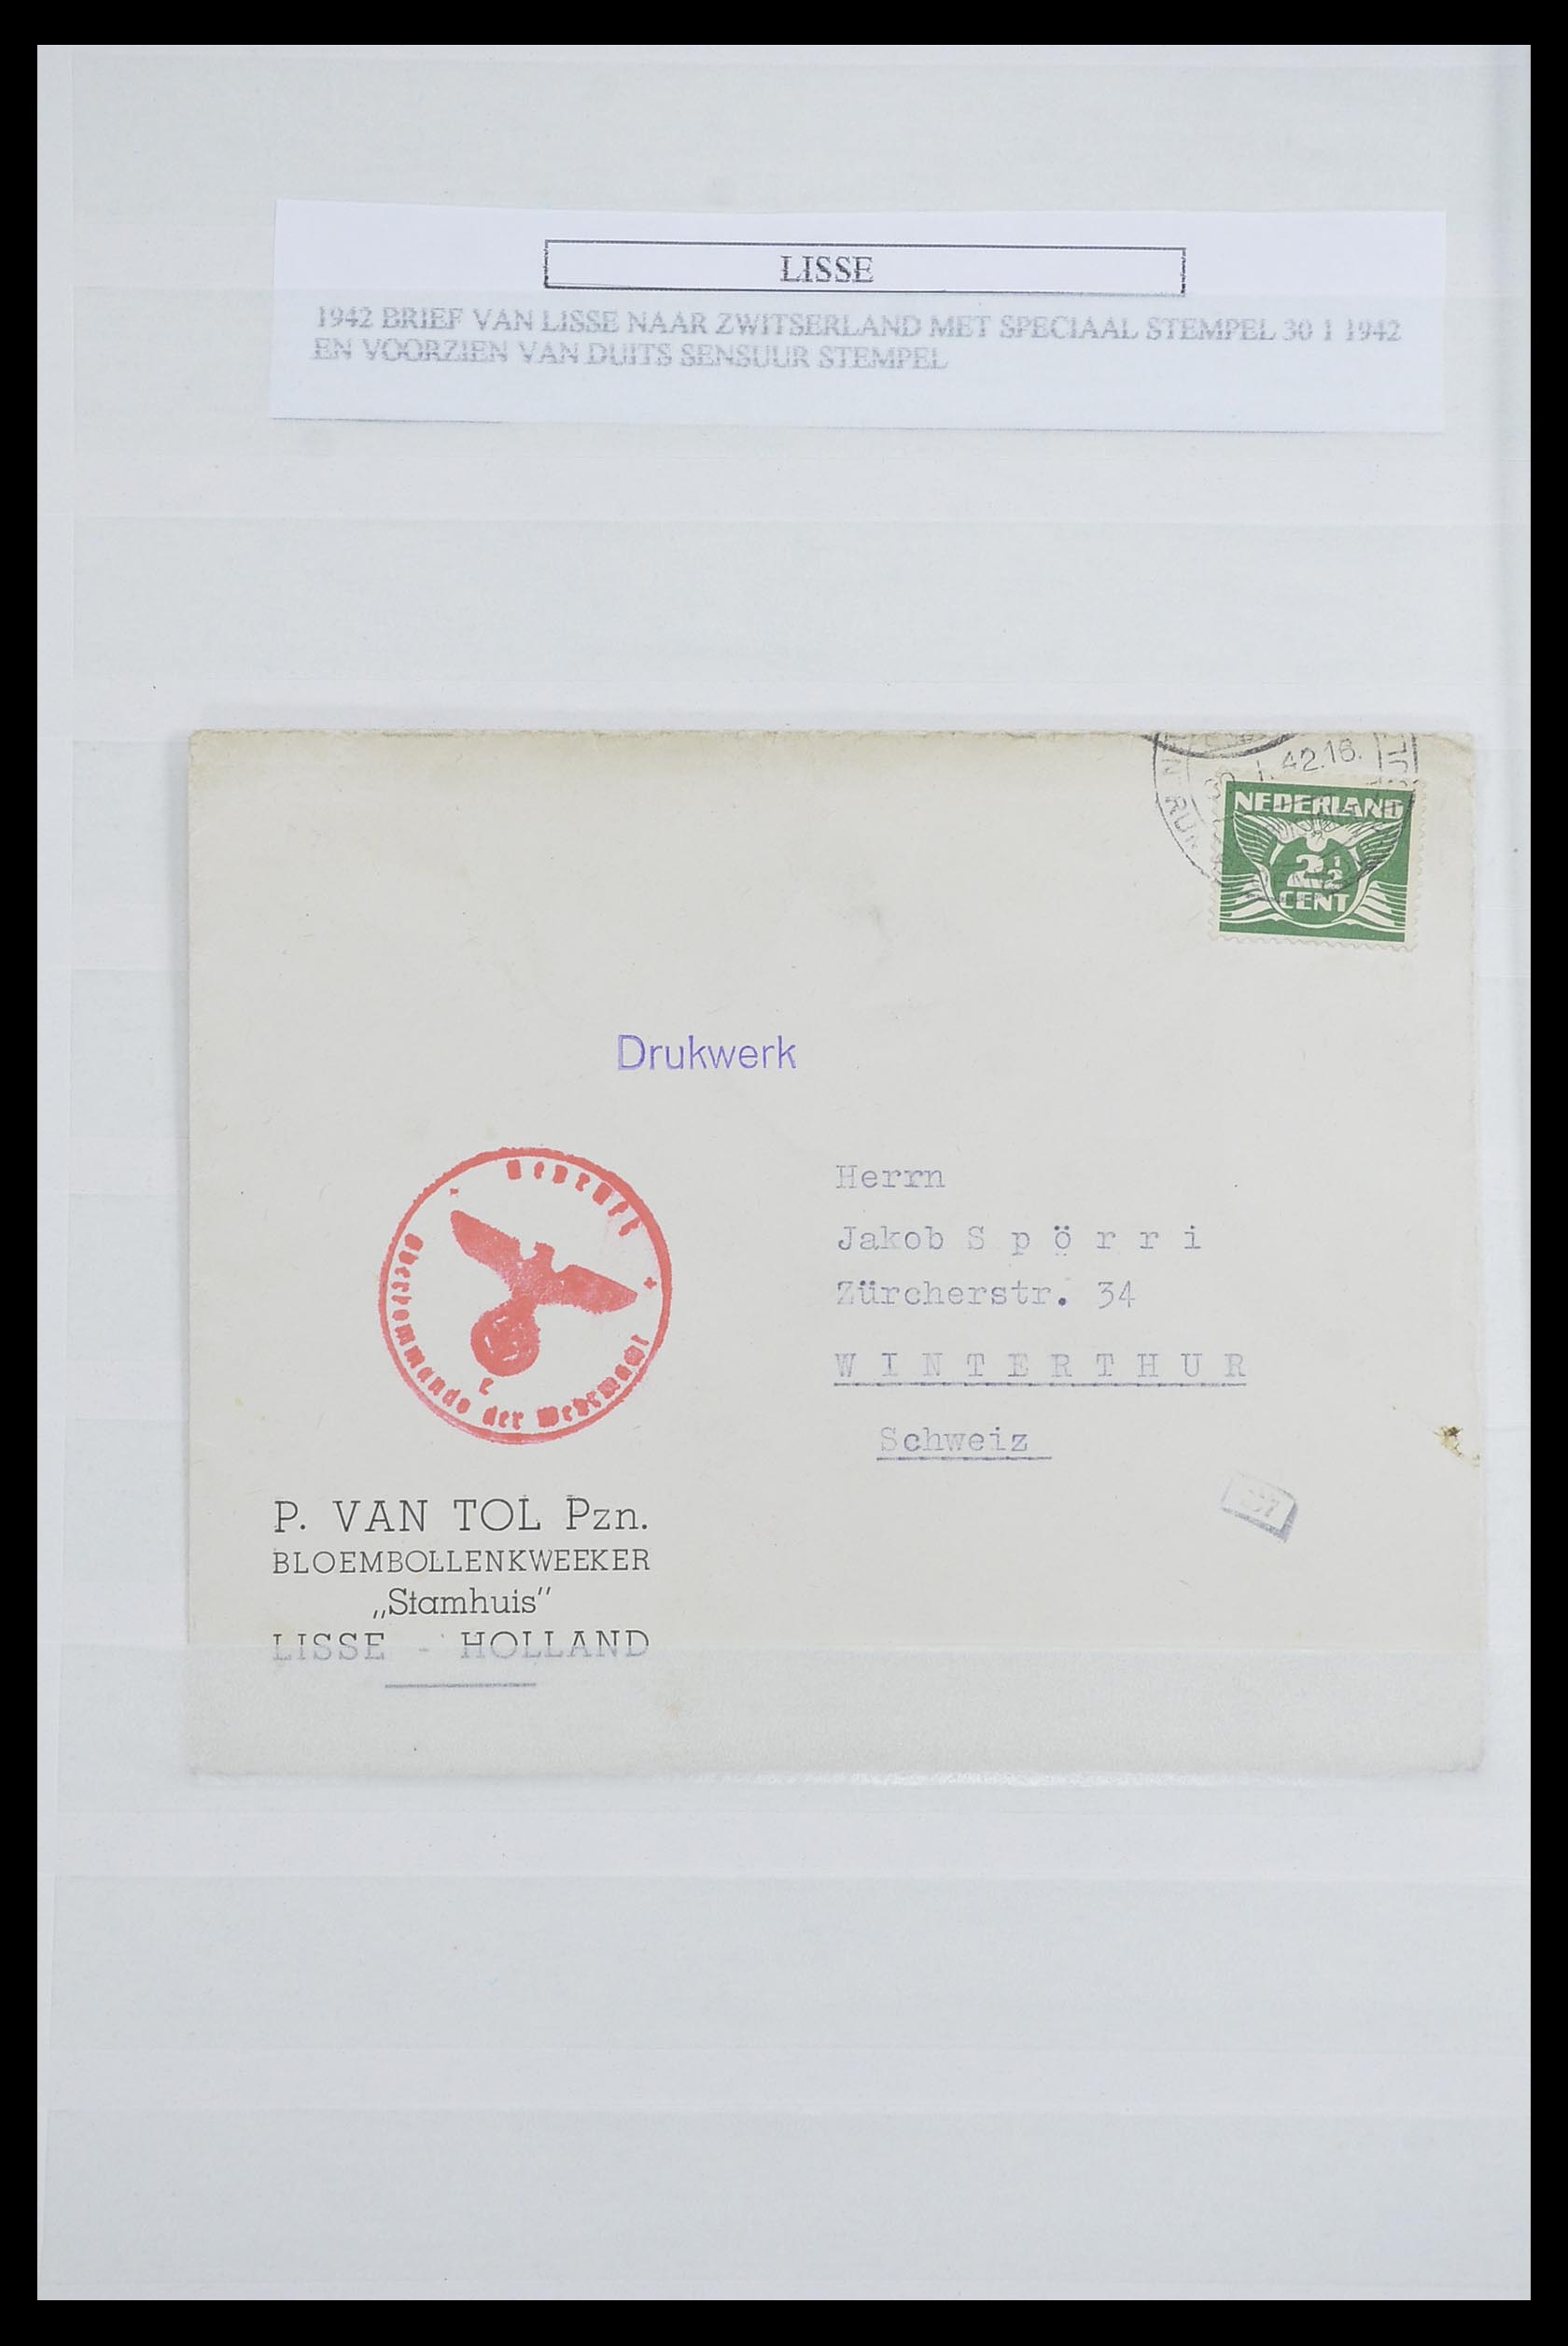 LISSE
1942 BRIEF VAN LISSE NAAR ZWITSERLAND MET SPECIAAL STEMPEL 30 1 1942
EN VOORZIEN VAN DUITS SENSUUR STEMPEL
42.16.
NEDERLAND
2½
CENT
Drukwerk
Geprüft
Oberkommando der Wehrmacht
Herrn
Jakob S p ö r r i
Zürcherstr. 34
W I N T E R T H U R
Schweiz
P. VAN TOL Pzn.
BLOEMBOLLENKWEEKER
„Stamhuis"
LISSE - HOLLAND